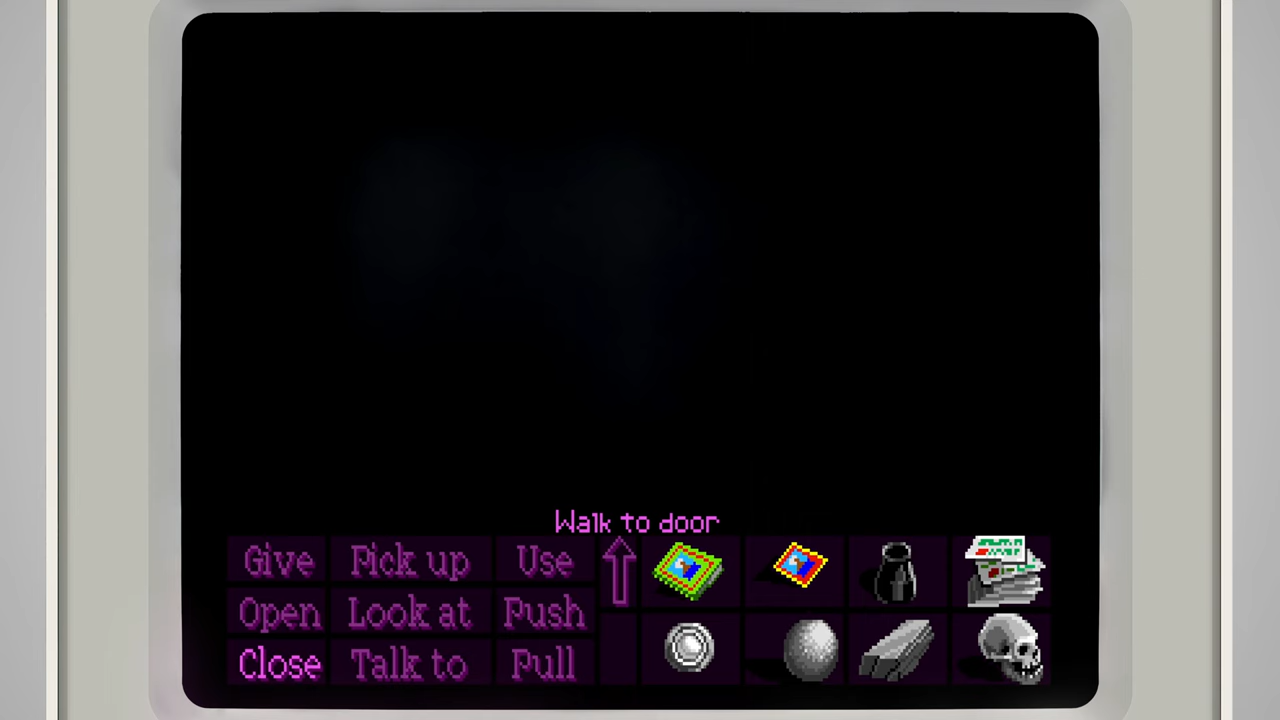 Walk to door
Give Pick up Use
Open Look at Push
Close Talk to Pull